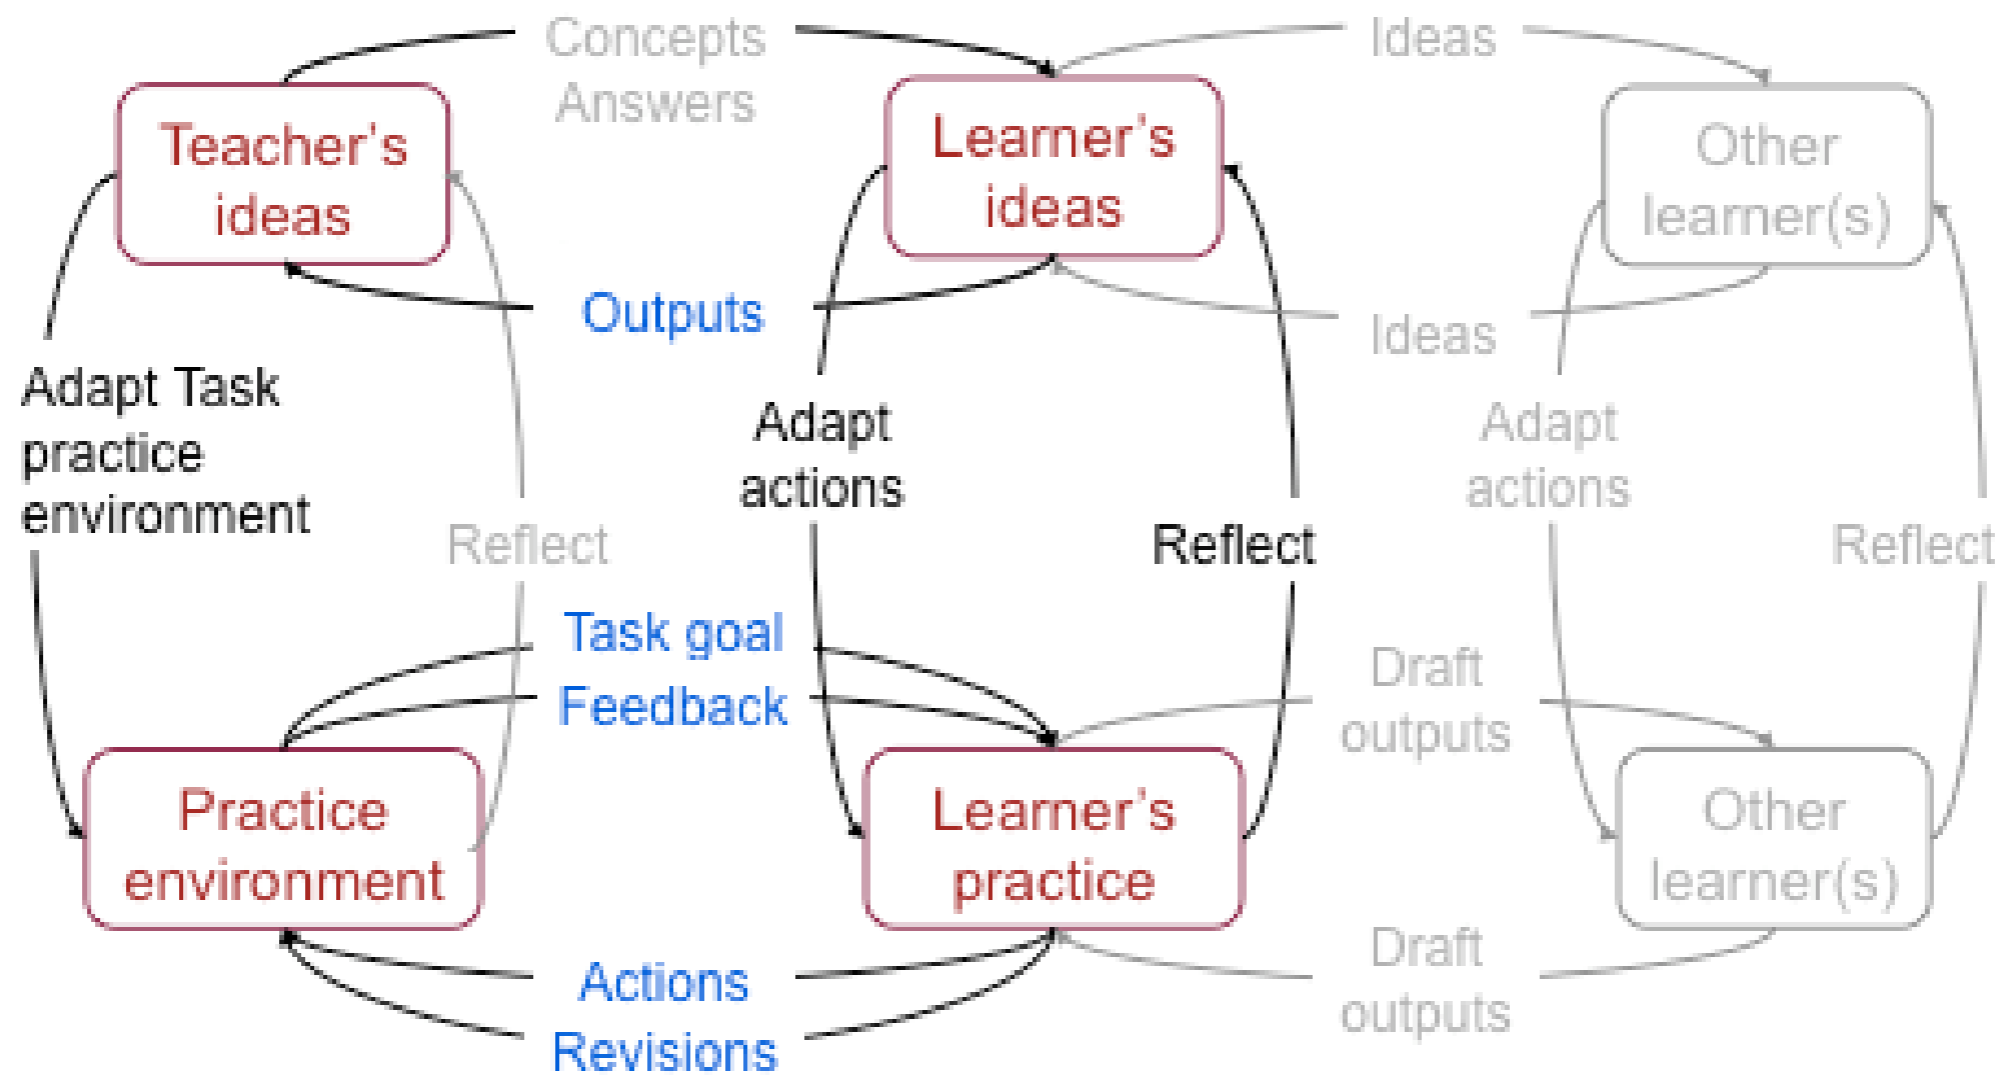 Concepts
Answers
Ideas
Teacher's
ideas
Learner's
ideas
Other
learner(s)
Outputs
Ideas
Adapt Task
practice
environment
Adapt
actions
Adapt
actions
Reflect
Reflect
Reflect
Task goal
Feedback
Draft
outputs
Practice
environment
Learner's
practice
Other
learner(s)
Actions
Revisions
Draft
outputs